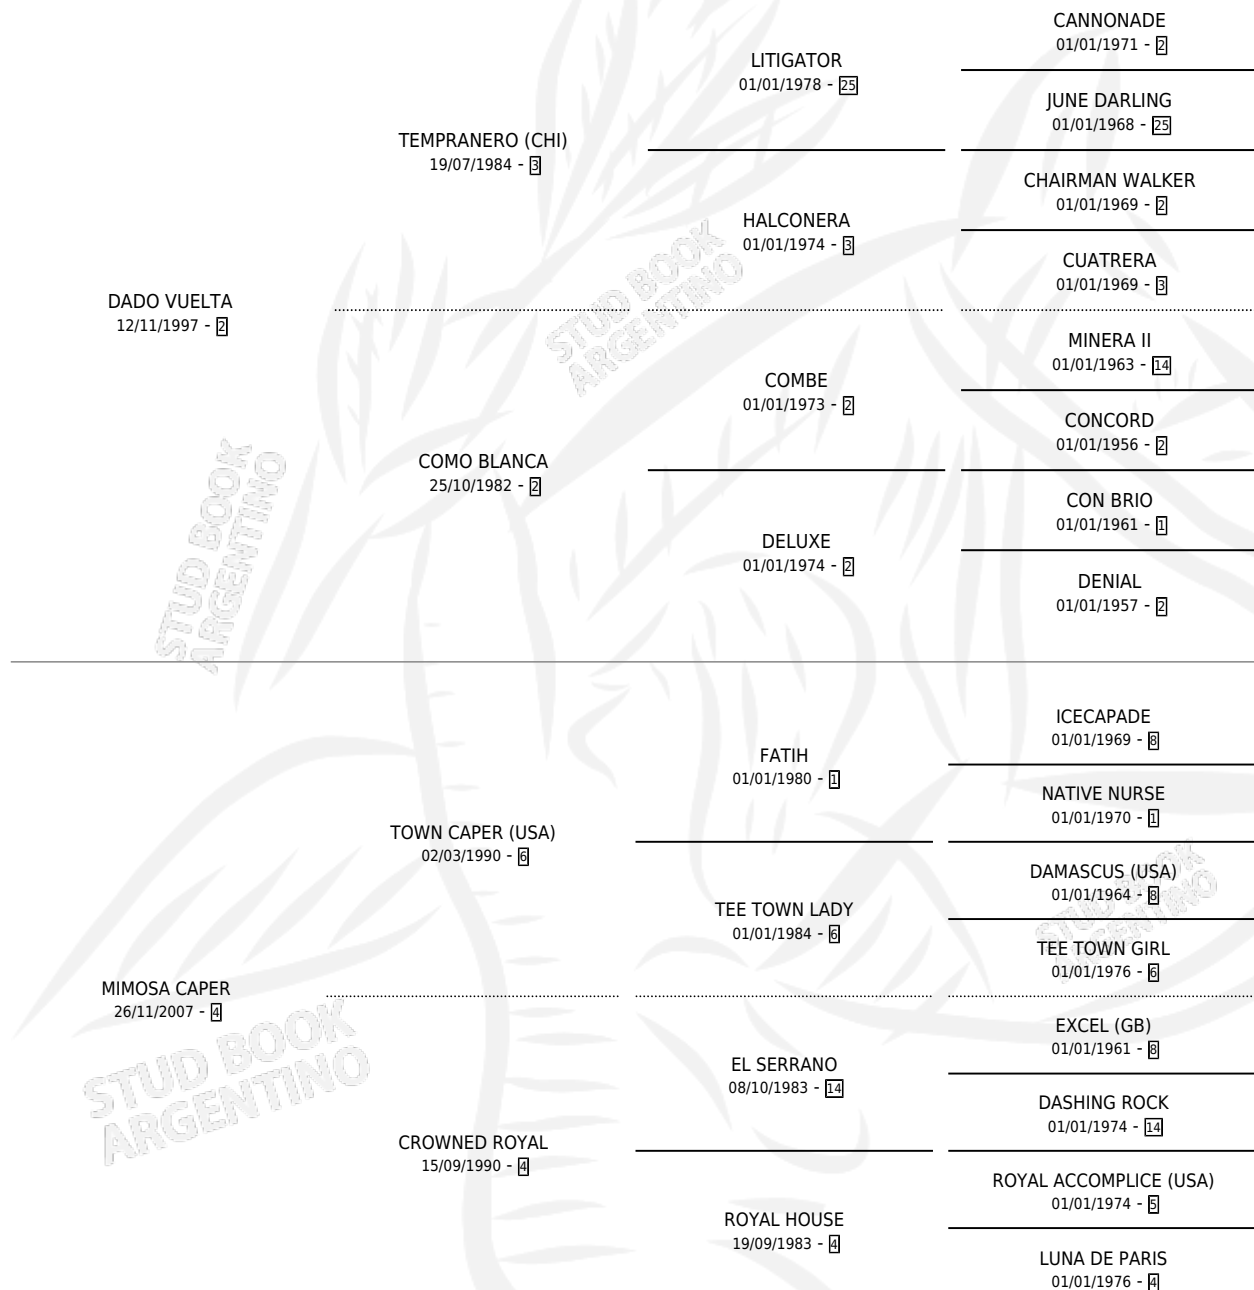 CANNONADE
01/01/1971 - 2
LITIGATOR
01/01/1978 - 25
JUNE DARLING
01/01/1968 - 25
TEMPRANERO (CHI)
19/07/1984 - 3
CHAIRMAN WALKER
01/01/1969 - 2
HALCONERA
01/01/1974 - 3
CUATRERA
01/01/1969 - 3
DADO VUELTA
12/11/1997 - 2
MINERA II
01/01/1963 - 14
COMBE
01/01/1973 - 2
CONCORD
01/01/1956 - 2
COMO BLANCA
25/10/1982 - 2
CON BRIO
01/01/1961 - 1
DELUXE
01/01/1974 - 2
DENIAL
01/01/1957 - 2
ICECAPADE
01/01/1969 - 8
FATIH
01/01/1980 - 1
NATIVE NURSE
01/01/1970 - 1
TOWN CAPER (USA)
02/03/1990 - 6
DAMASCUS (USA)
01/01/1964 - 8
TEE TOWN LADY
01/01/1984 - 6
TEE TOWN GIRL
01/01/1976 - 6
MIMOSA CAPER
26/11/2007 - 4
EXCEL (GB)
01/01/1961 - 8
EL SERRANO
08/10/1983 - 14
DASHING ROCK
01/01/1974 - 14
CROWNED ROYAL
15/09/1990 - 4
ROYAL ACCOMPLICE (USA)
01/01/1974 - 5
ROYAL HOUSE
19/09/1983 - 4
LUNA DE PARIS
01/01/1976 - 4
STUD BOOK
ARGENTINO
STUD BOOK
ARGENTINO
STUD BOOK
ARGENTINO
STUD BOOK
ARGENTINO